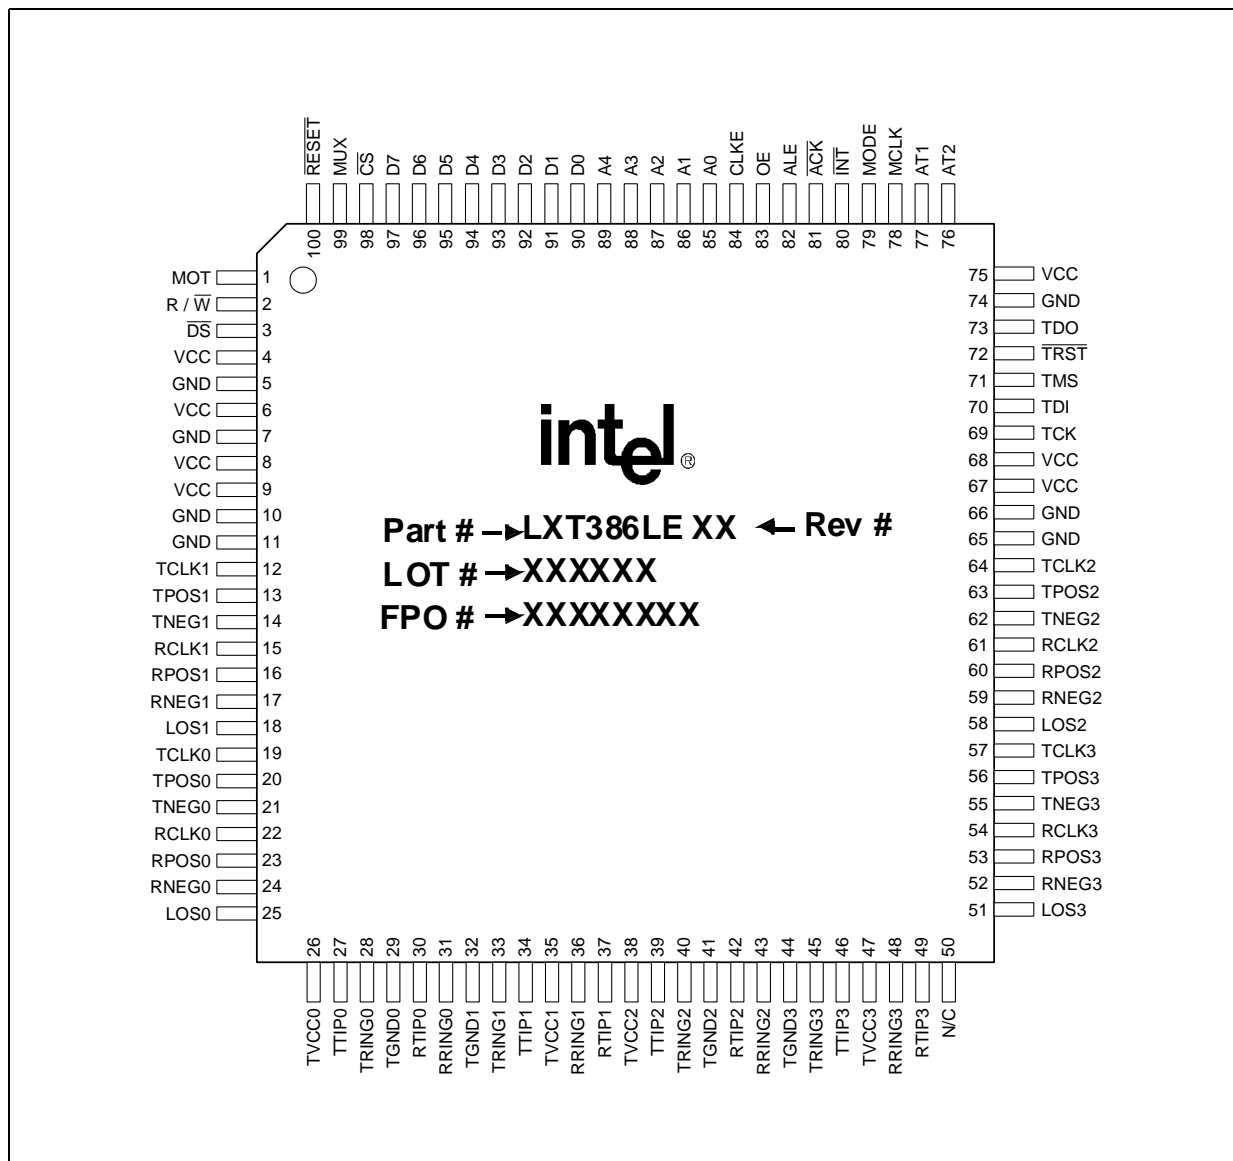 R̅E̅S̅E̅T̅
MUX
C̅S̅
D7
D6
D5
D4
D3
D2
D1
D0
A4
A3
A2
A1
A0
CLKE
OE
ALE
A̅C̅K̅
I̅N̅T̅
MODE
MCLK
AT1
AT2
100
99
98
97
96
95
94
93
92
91
90
89
88
87
86
85
84
83
82
81
80
79
78
77
76
MOT 1
R / W̅ 2
D̅S̅ 3
VCC 4
GND 5
VCC 6
GND 7
VCC 8
VCC 9
GND 10
GND 11
TCLK1 12
TPOS1 13
TNEG1 14
RCLK1 15
RPOS1 16
RNEG1 17
LOS1 18
TCLK0 19
TPOS0 20
TNEG0 21
RCLK0 22
RPOS0 23
RNEG0 24
LOS0 25
intel®
Part # LXT386LE XX Rev #
LOT # XXXXXX
FPO # XXXXXXXX
75 VCC
74 GND
73 TDO
72 T̅R̅S̅T̅
71 TMS
70 TDI
69 TCK
68 VCC
67 VCC
66 GND
65 GND
64 TCLK2
63 TPOS2
62 TNEG2
61 RCLK2
60 RPOS2
59 RNEG2
58 LOS2
57 TCLK3
56 TPOS3
55 TNEG3
54 RCLK3
53 RPOS3
52 RNEG3
51 LOS3
26
27
28
29
30
31
32
33
34
35
36
37
38
39
40
41
42
43
44
45
46
47
48
49
50
TVCC0
TTIP0
TRING0
TGND0
RTIP0
RRING0
TGND1
TRING1
TTIP1
TVCC1
RRING1
RTIP1
TVCC2
TTIP2
TRING2
TGND2
RTIP2
RRING2
TGND3
TRING3
TTIP3
TVCC3
RRING3
RTIP3
N/C